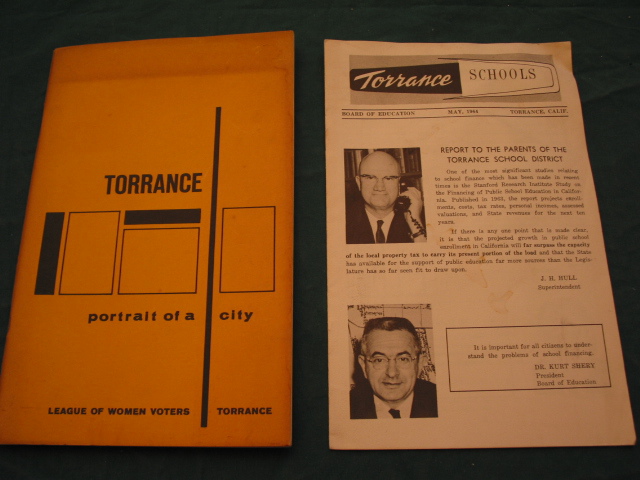 TORRANCE
portrait of a city
LEAGUE OF WOMEN VOTERS TORRANCE
Torrance SCHOOLS
BOARD OF EDUCATION MAY, TORRANCE, CALIF.
REPORT TO THE PARENTS OF THE
TORRANCE SCHOOL DISTRICT
One of the most significant studies relating
to school finance which has been made in recent
times is the Stanford Research Institute Study on
the Financing of Public School Education in Califor-
nia. Published in the report projects enroll-
ments, costs, tax rates, personal incomes, assessed
valuations, and State revenues for the next ten
years.
If there is any one point that is made clear,
it is that the projected growth in public school
enrollment in California will far surpass the capacity
of the local property tax to carry its present portion of the load and that the State
has available for the support of public education far more sources than the Legis-
lature has so far seen fit to draw upon.
J. H. HULL
Superintendent
It is important for all citizens to under-
stand the problems of school financing.
DR. KURT SHERY
President
Board of Education